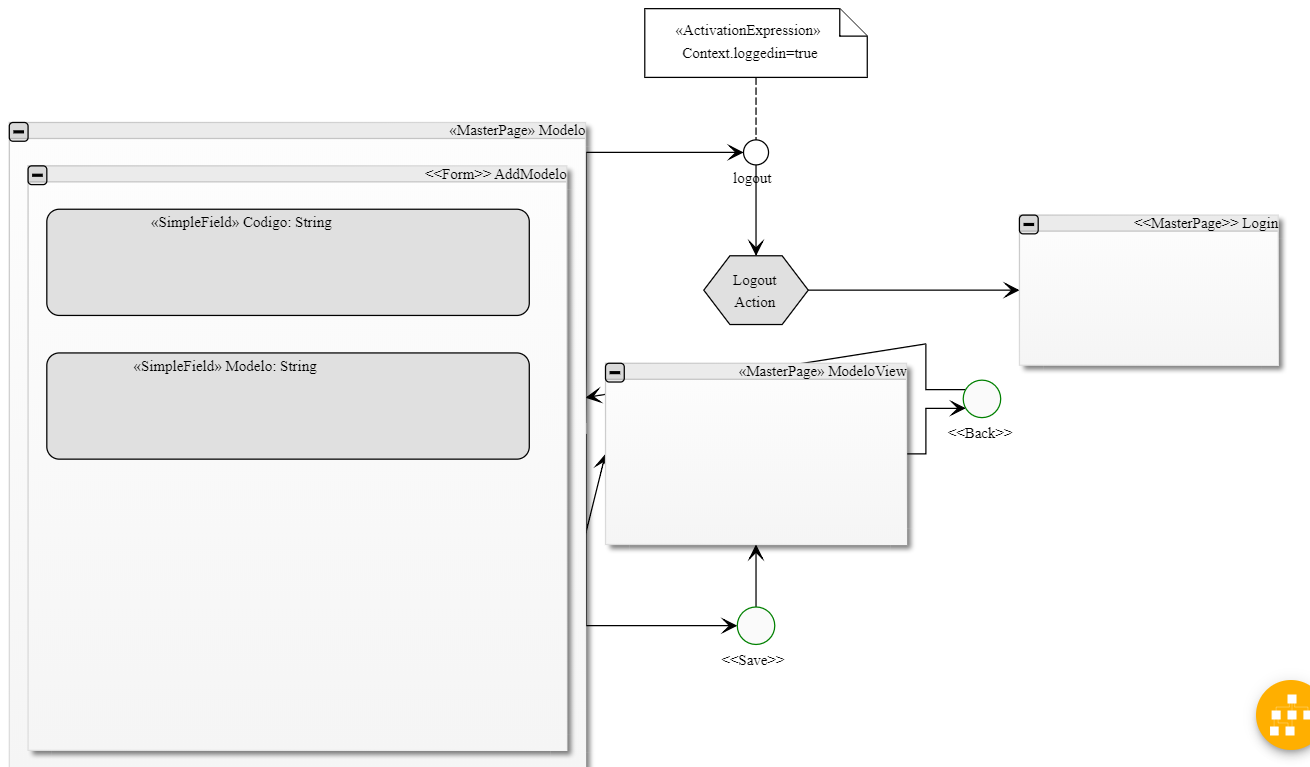 «ActivationExpression»
Context.loggedin=true
«MasterPage» Modelo
logout
<<Form>> AddModelo
«SimpleField» Codigo: String
<<MasterPage>> Login
Logout
Action
«SimpleField» Modelo: String
«MasterPage» ModeloView
<<Back>>
<<Save>>